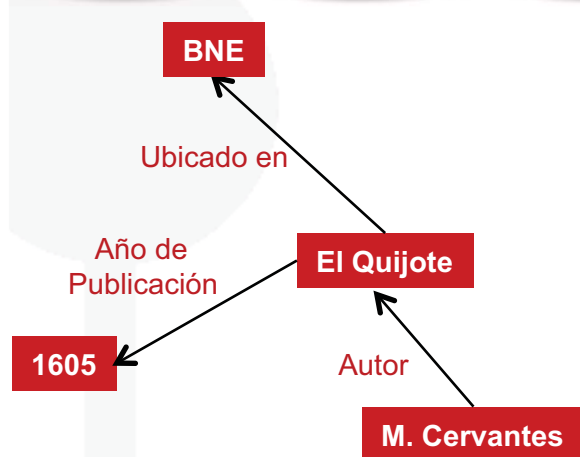 BNE
Ubicado en
Año de
Publicación
El Quijote
1605
Autor
M. Cervantes